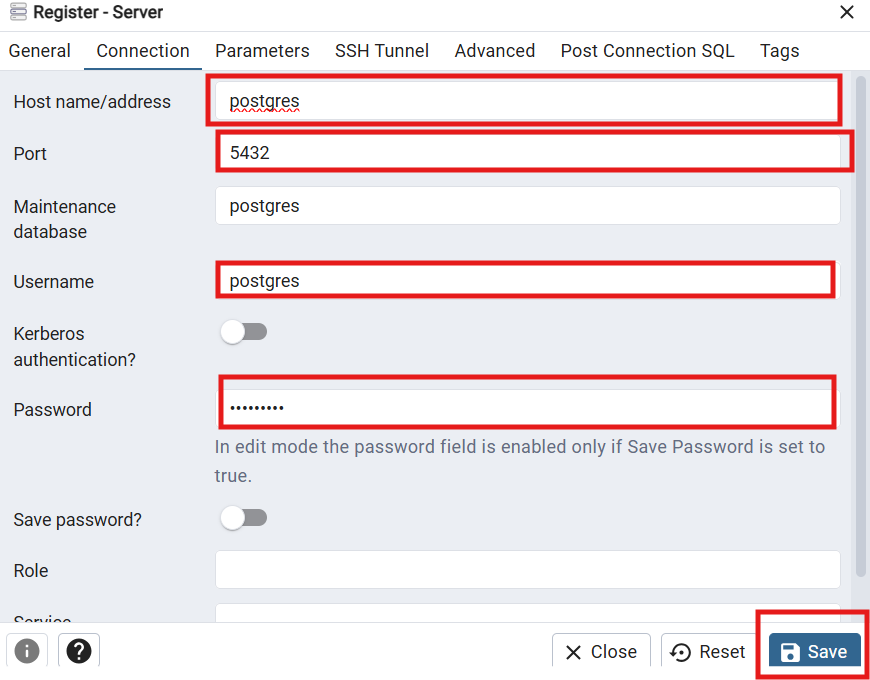 Register - Server
General Connection Parameters SSH Tunnel Advanced Post Connection SQL Tags
Host name/address postgres
Port 5432
Maintenance database postgres
Username postgres
Kerberos authentication?
Password •••••••••
In edit mode the password field is enabled only if Save Password is set to
true.
Save password?
Role
Service
Close Reset Save